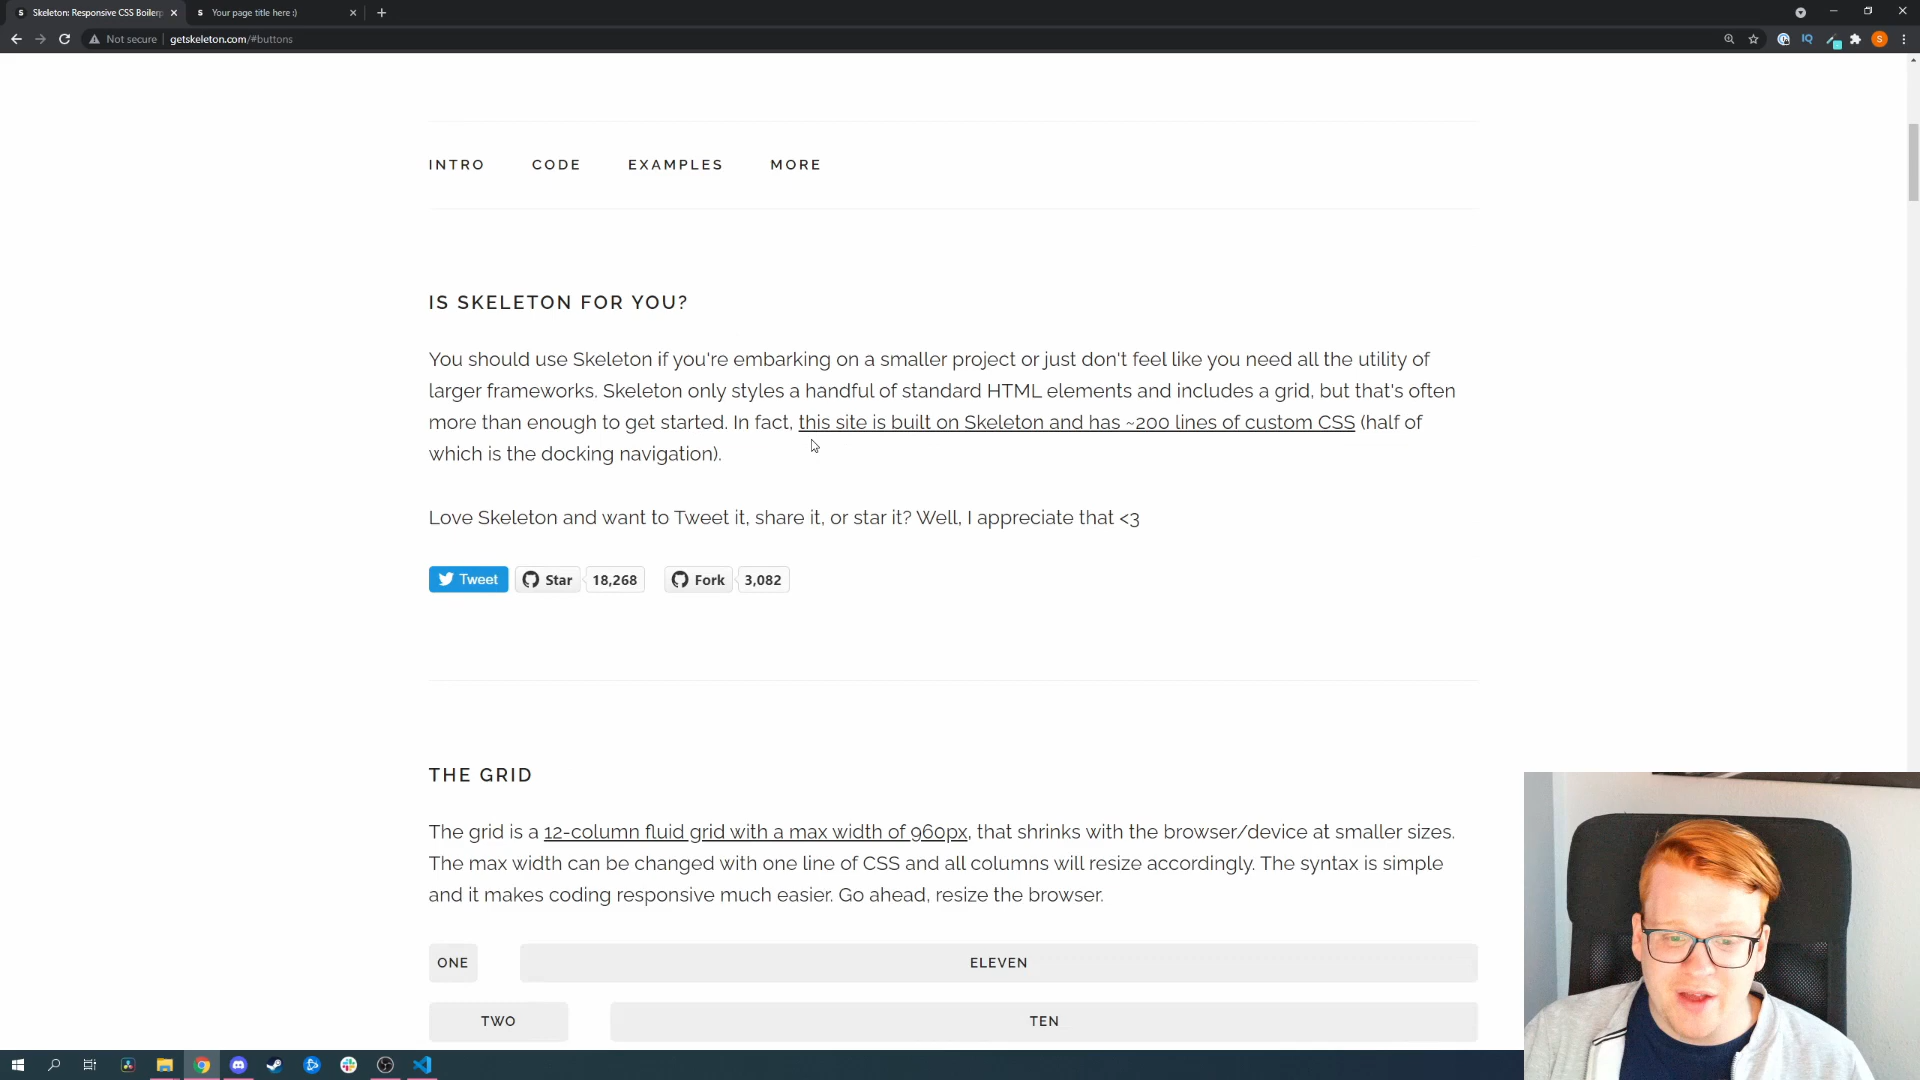 Skeleton: Responsive CSS Boilerp
Your page title here :)
Not secure
getskeleton.com/#buttons
IQ
S
INTRO
CODE
EXAMPLES
MORE
IS SKELETON FOR YOU?
You should use Skeleton if you're embarking on a smaller project or just don't feel like you need all the utility of
larger frameworks. Skeleton only styles a handful of standard HTML elements and includes a grid, but that's often
more than enough to get started. In fact, this site is built on Skeleton and has ~200 lines of custom CSS (half of
which is the docking navigation).
Love Skeleton and want to Tweet it, share it, or star it? Well, I appreciate that <3
Tweet
Star
18,268
Fork
3,082
THE GRID
The grid is a 12-column fluid grid with a max width of 960px, that shrinks with the browser/device at smaller sizes.
The max width can be changed with one line of CSS and all columns will resize accordingly. The syntax is simple
and it makes coding responsive much easier. Go ahead, resize the browser.
ONE
ELEVEN
TWO
TEN